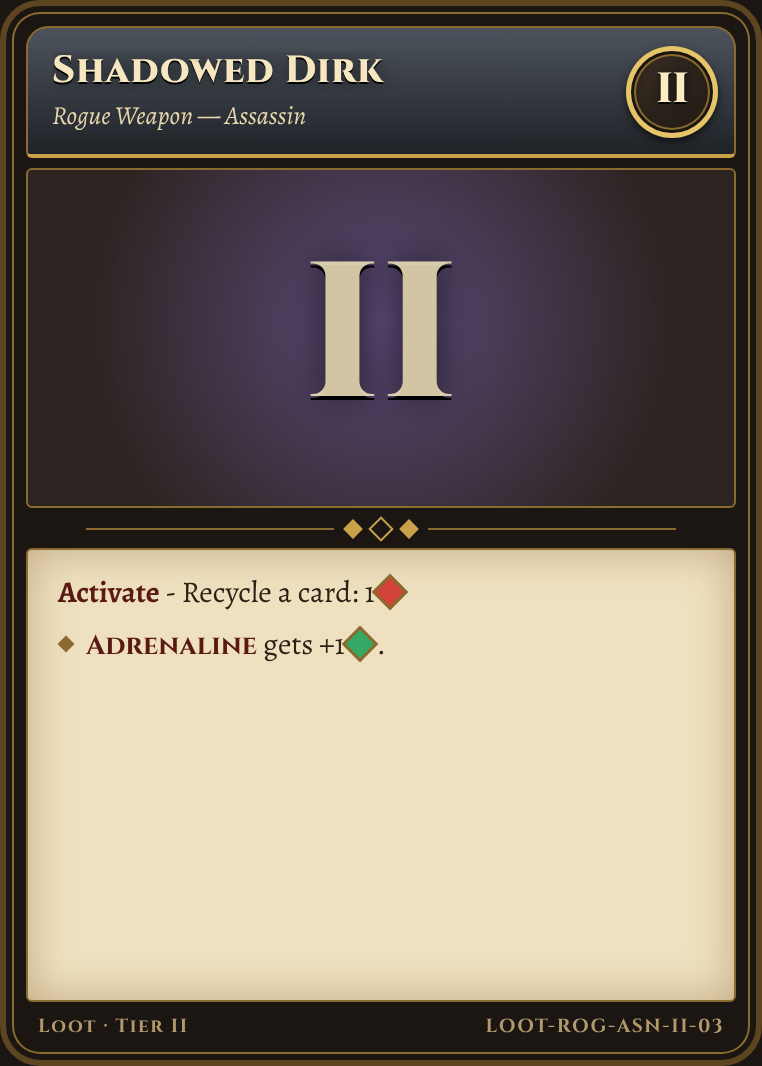 Shadowed Dirk
Rogue Weapon — Assassin
II
II
Activate - Recycle a card: 1
Adrenaline gets +1.
Loot · Tier II
LOOT-ROG-ASN-II-03